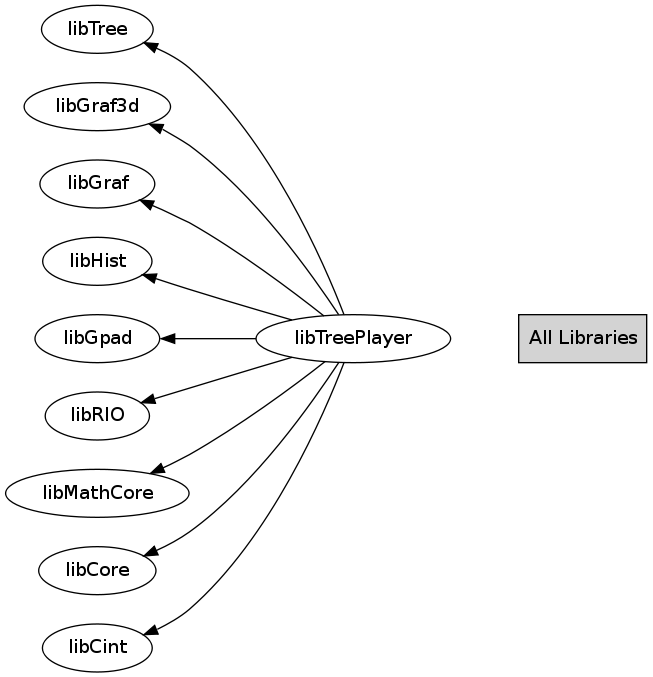 libTree
libGraf3d
libGraf
libHist
libGpad
libTreePlayer
All Libraries
libRIO
libMathCore
libCore
libCint